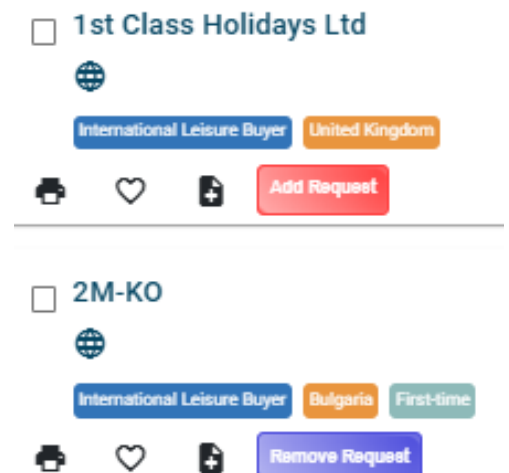 1st Class Holidays Ltd
International Leisure Buyer United Kingdom
Add Request
2M-KO
International Leisure Buyer Bulgaria First-time
Remove Request